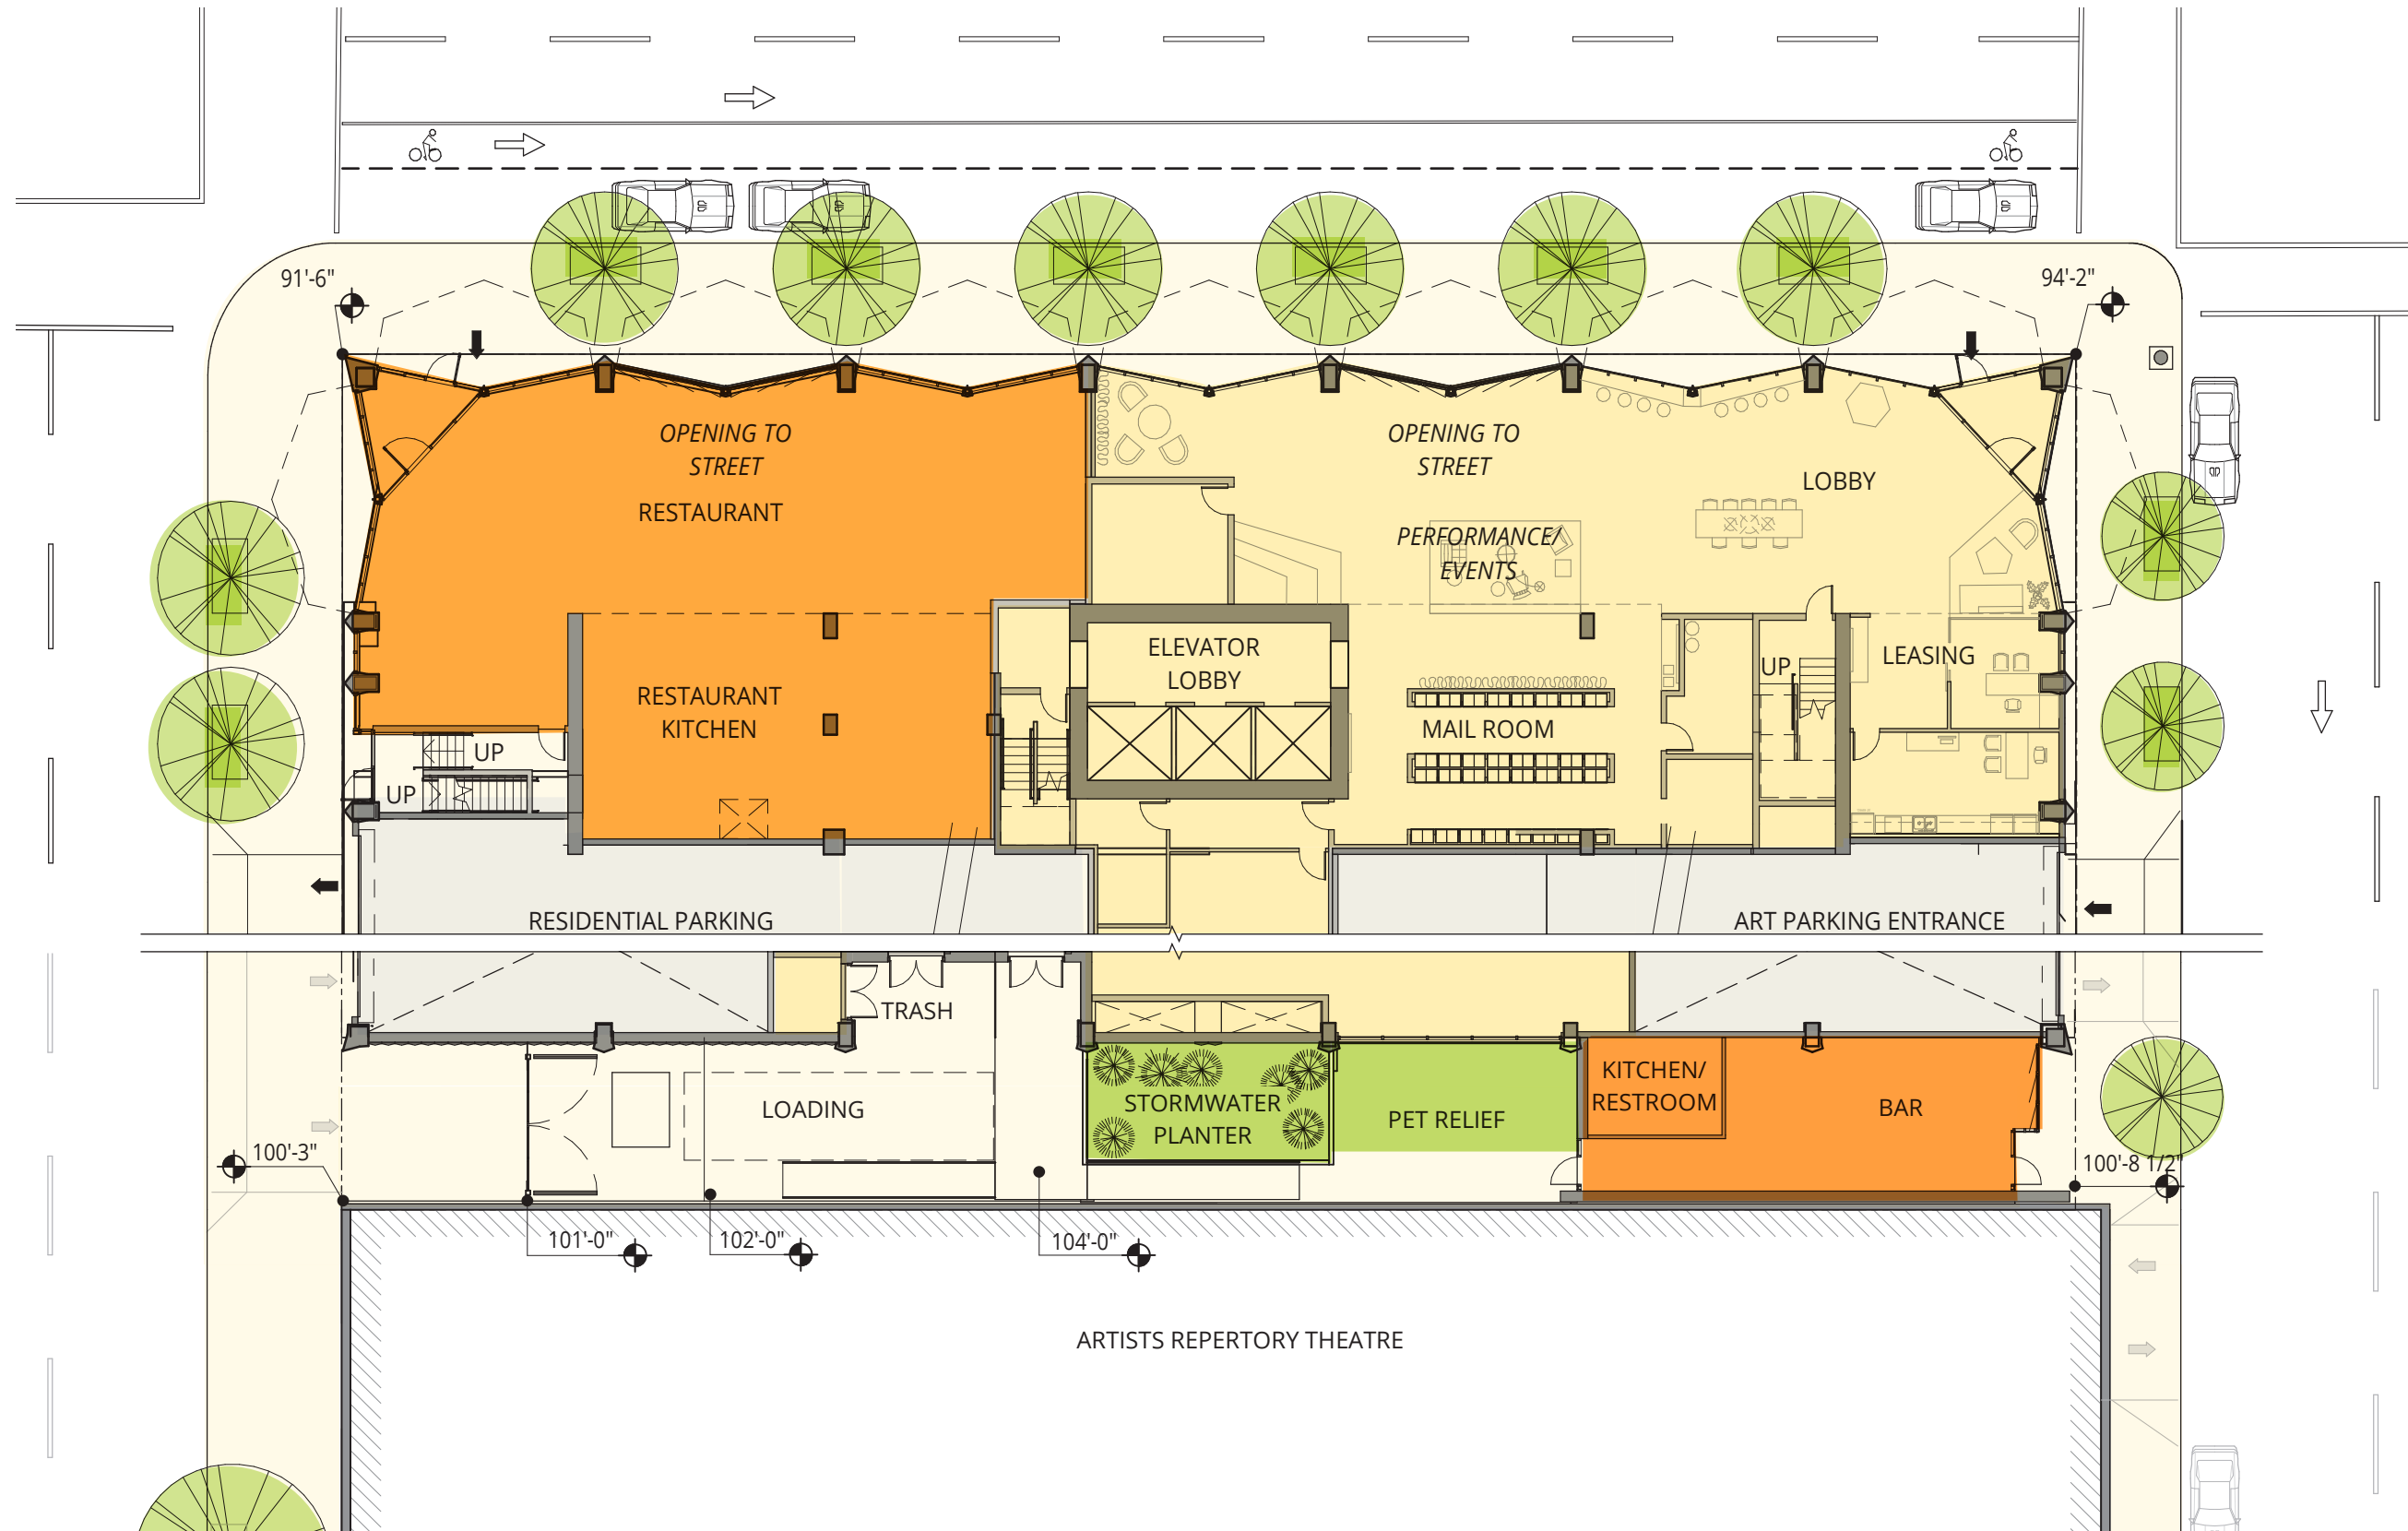 91'-6"
94'-2"
OPENING TO
STREET
RESTAURANT
OPENING TO
STREET
LOBBY
PERFORMANCE/
EVENTS
RESTAURANT
KITCHEN
ELEVATOR
LOBBY
MAIL ROOM
UP
LEASING
UP
UP
RESIDENTIAL PARKING
ART PARKING ENTRANCE
TRASH
LOADING
STORMWATER
PLANTER
PET RELIEF
KITCHEN/
RESTROOM
BAR
100'-3"
100'-8 1/2"
101'-0"
102'-0"
104'-0"
ARTISTS REPERTORY THEATRE